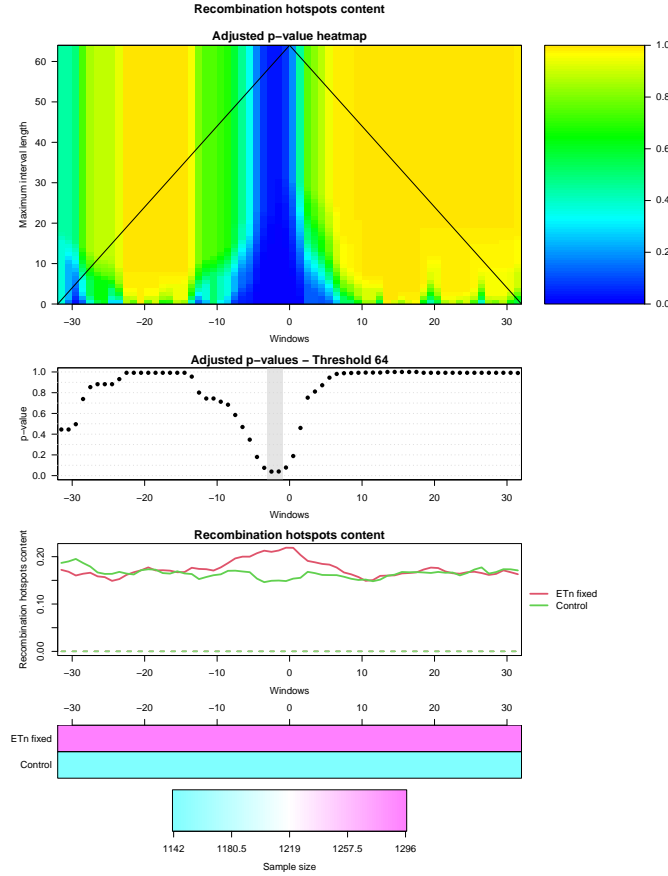 Recombination hotspots content
Adjusted p−value heatmap
Maximum interval length
60
50
40
30
20
10
0
−30 −20 −10 0 10 20 30
Windows
1.0
0.8
0.6
0.4
0.2
0.0
Adjusted p−values − Threshold 64
p−value
1.0
0.8
0.6
0.4
0.2
0.0
−30 −20 −10 0 10 20 30
Windows
Recombination hotspots content
Recombination hotspots content
0.20
0.10
0.00
−30 −20 −10 0 10 20 30
Windows
ETn fixed
Control
−30 −20 −10 0 10 20 30
ETn fixed
Control
1142 1180.5 1219 1257.5 1296
Sample size